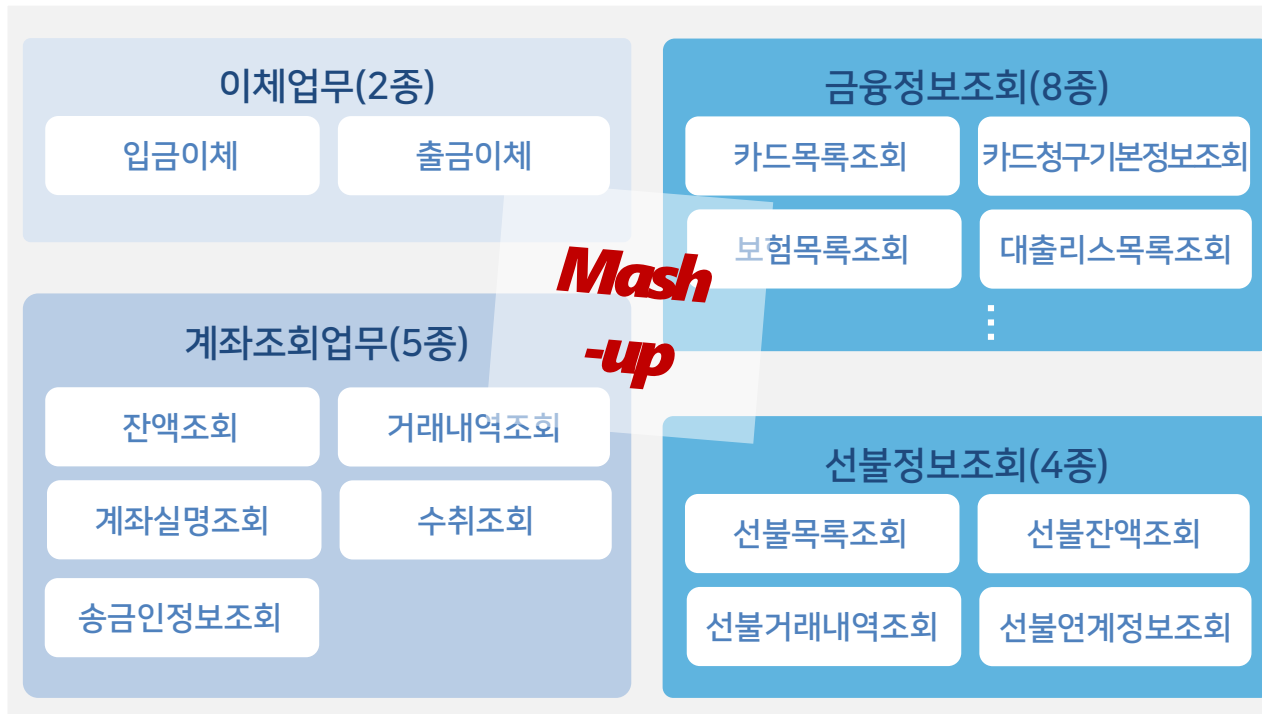 이체업무(2종)
입금이체
출금이체
금융정보조회(8종)
카드목록조회
카드청구기본정보조회
보험목록조회
대출리스목록조회
⋮
Mash
-up
계좌조회업무(5종)
잔액조회
거래내역조회
계좌실명조회
수취조회
송금인정보조회
선불정보조회(4종)
선불목록조회
선불잔액조회
선불거래내역조회
선불연계정보조회